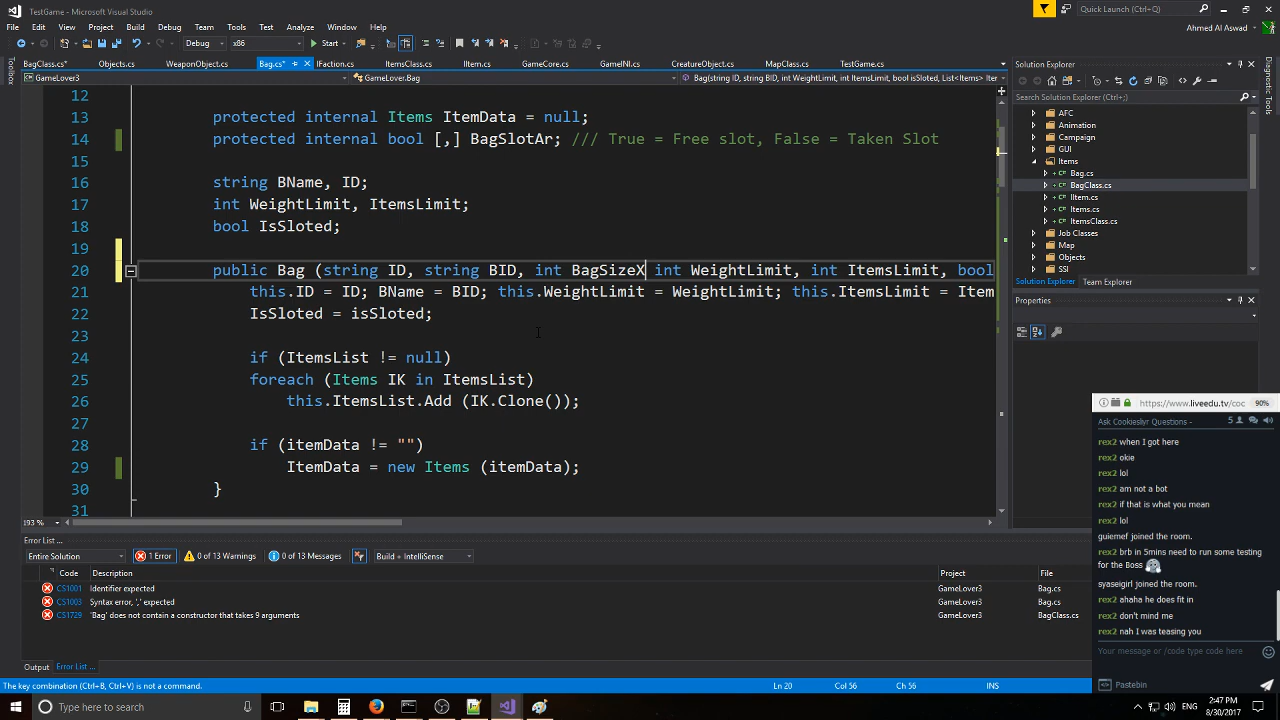 TestGame - Microsoft Visual Studio
Quick Launch (Ctrl+Q)
File Edit View Project Build Debug Team Tools Architecture Test Analyze Window Help
Ahmed Al Aswad
Debug x86 Start
Toolbox
BagClass.cs* Objects.cs WeaponObject.cs Bag.cs* IFaction.cs ItemsClass.cs IItem.cs GameCore.cs GameINI.cs CreatureObject.cs MapClass.cs TestGame.cs
GameLover3 GameLover.Bag Bag(string ID, string BID, int WeightLimit, int ItemsLimit, bool isSloted, List<Items> Iter
12
13 protected internal Items ItemData = null;
14 protected internal bool [,] BagSlotAr; /// True = Free slot, False = Taken Slot
15
16 string BName, ID;
17 int WeightLimit, ItemsLimit;
18 bool IsSloted;
19
20 public Bag (string ID, string BID, int BagSizeX int WeightLimit, int ItemsLimit, bool
21 this.ID = ID; BName = BID; this.WeightLimit = WeightLimit; this.ItemsLimit = Item
22 IsSloted = isSloted;
23
24 if (ItemsList != null)
25 foreach (Items IK in ItemsList)
26 this.ItemsList.Add (IK.Clone());
27
28 if (itemData != "")
29 ItemData = new Items (itemData);
30 }
31
193 %
Solution Explorer
Search Solution Explorer (Ctrl+;)
AFC
Animation
Campaign
GUI
Items
Bag.cs
BagClass.cs
IItem.cs
Items.cs
ItemsClass.cs
Job Classes
Map
Objects
SSI
Solution Explorer Team Explorer
Properties
Diagnostic Tools
https://www.liveedu.tv/coc 90%
Ask Cookiesliyr Questions - 5
rex2 when I got here
rex2 okie
rex2 lol
rex2 am not a bot
rex2 if that is what you mean
rex2 lol
guiemef joined the room.
rex2 brb in 5mins need to run some testing
for the Boss
syaseigirl joined the room.
rex2 ahaha he does fit in
rex2 don't mind me
rex2 nah I was teasing you
Your message or /code type code here
Pastebin
Error List ...
Entire Solution 1 Error 0 of 13 Warnings 0 of 13 Messages Build + IntelliSense
Code Description Project File
CS1001 Identifier expected GameLover3 Bag.cs
CS1003 Syntax error, ',' expected GameLover3 Bag.cs
CS1729 'Bag' does not contain a constructor that takes 9 arguments GameLover3 BagClass.cs
Output Error List ...
The key combination (Ctrl+B, Ctrl+V) is not a command. Ln 20 Col 56 Ch 56 INS
Type here to search
ENG
2:47 PM
8/30/2017